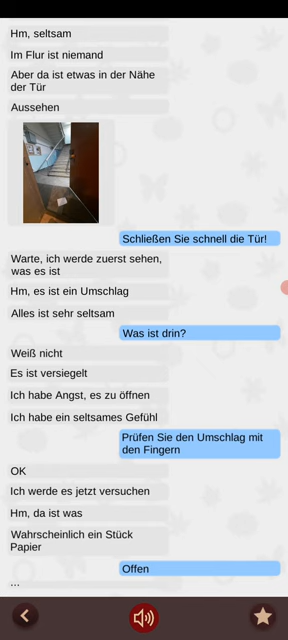 Hm, seltsam
Im Flur ist niemand
Aber da ist etwas in der Nähe
der Tür
Aussehen
Schließen Sie schnell die Tür!
Warte, ich werde zuerst sehen,
was es ist
Hm, es ist ein Umschlag
Alles ist sehr seltsam
Was ist drin?
Weiß nicht
Es ist versiegelt
Ich habe Angst, es zu öffnen
Ich habe ein seltsames Gefühl
Prüfen Sie den Umschlag mit
den Fingern
OK
Ich werde es jetzt versuchen
Hm, da ist was
Wahrscheinlich ein Stück
Papier
Offen
...